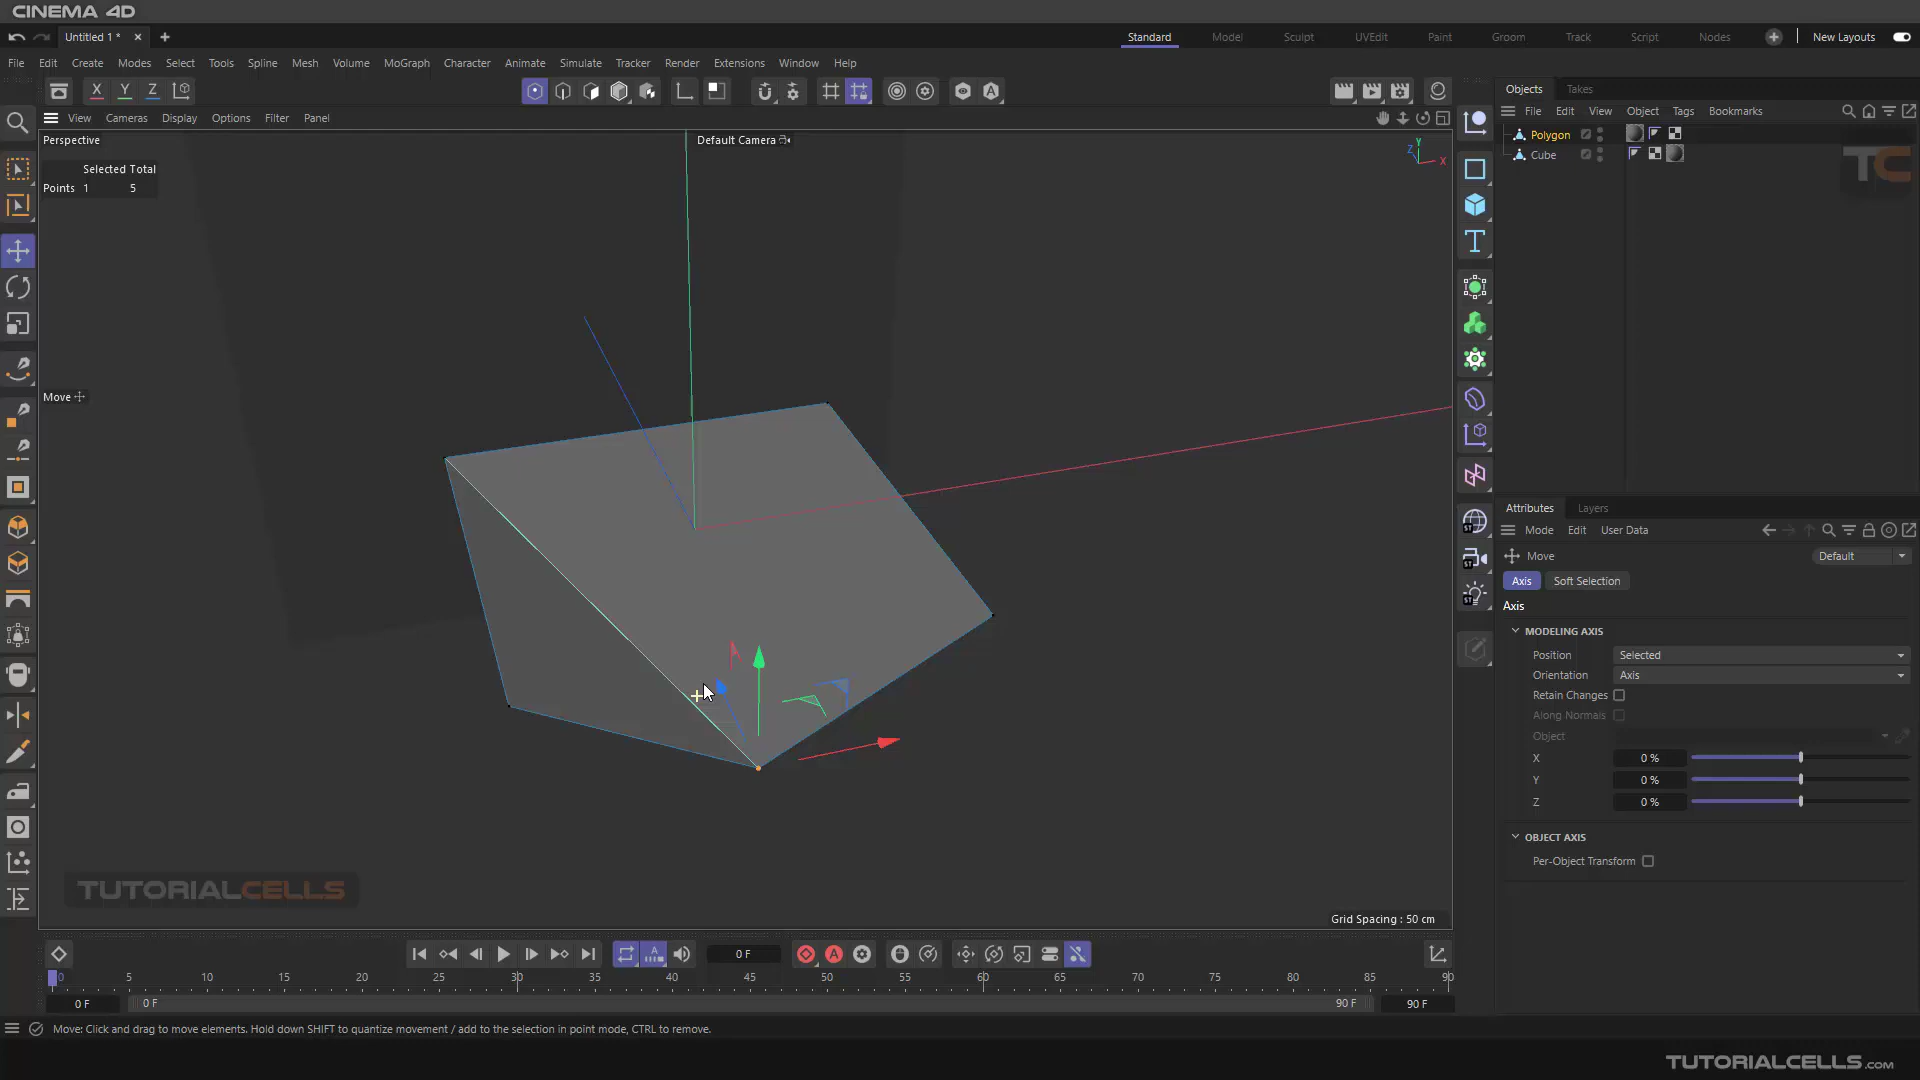 CINEMA 4D
Untitled 1 *
Standard
Model
Sculpt
UVEdit
Paint
Groom
Track
Script
Nodes
New Layouts
File Edit Create Modes Select Tools Spline Mesh Volume MoGraph Character Animate Simulate Tracker Render Extensions Window Help
X Y Z
View Cameras Display Options Filter Panel
Perspective
Default Camera
Selected Total
Points 1 5
Move
Y
Z
X
TUTORIALCELLS
Grid Spacing : 50 cm
Objects Takes
File Edit View Object Tags Bookmarks
Polygon
Cube
TC
Attributes Layers
Mode Edit User Data
Move
Default
Axis Soft Selection
Axis
MODELING AXIS
Position Selected
Orientation Axis
Retain Changes
Along Normals
Object
X 0 %
Y 0 %
Z 0 %
OBJECT AXIS
Per-Object Transform
ST
ST
ST
0 F
0 5 10 15 20 25 30 35 40 45 50 55 60 65 70 75 80 85 90
0 F 0 F 90 F 90 F
Move: Click and drag to move elements. Hold down SHIFT to quantize movement / add to the selection in point mode, CTRL to remove.
TUTORIALCELLS.com